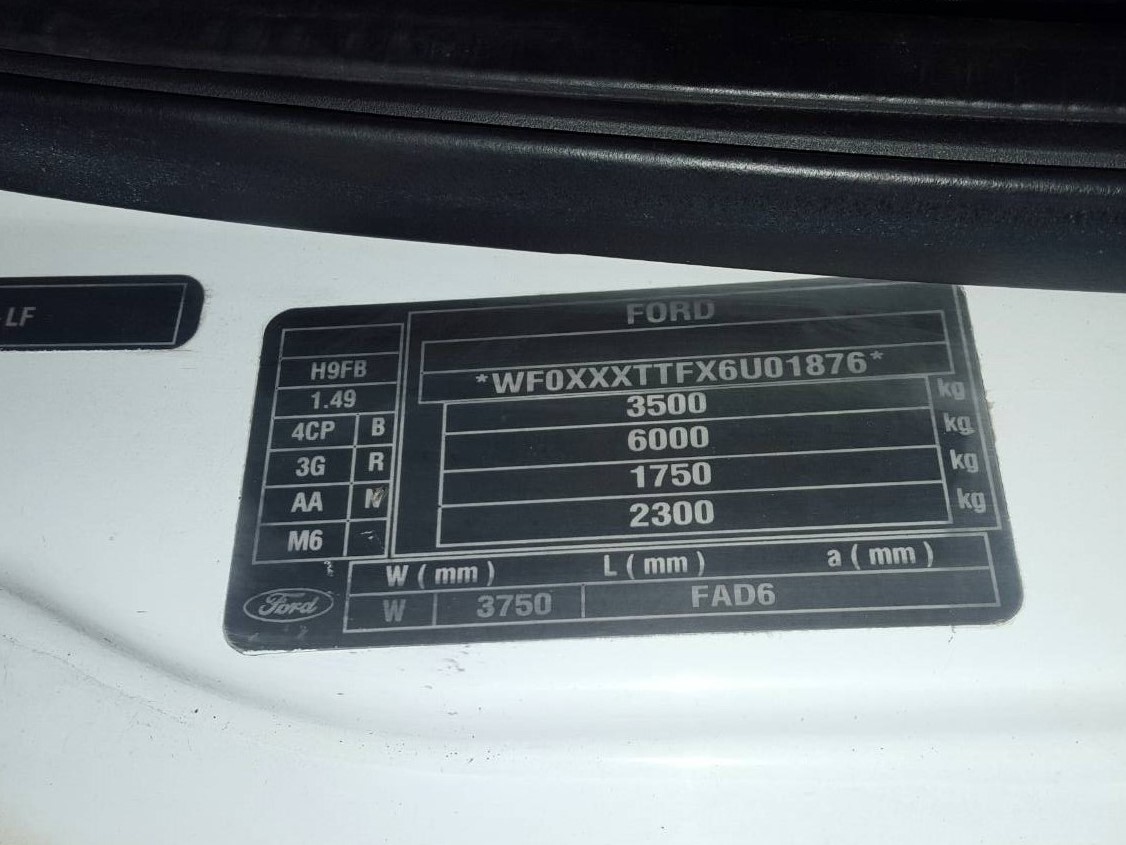 LF
FORD
H9FB
*WF0XXXTTFX6U01876*
1.49
3500 kg
4CP B
6000 kg
3G R
1750 kg
AA N
2300 kg
M6
W ( mm ) L ( mm ) a ( mm )
Ford
W 3750 FAD6